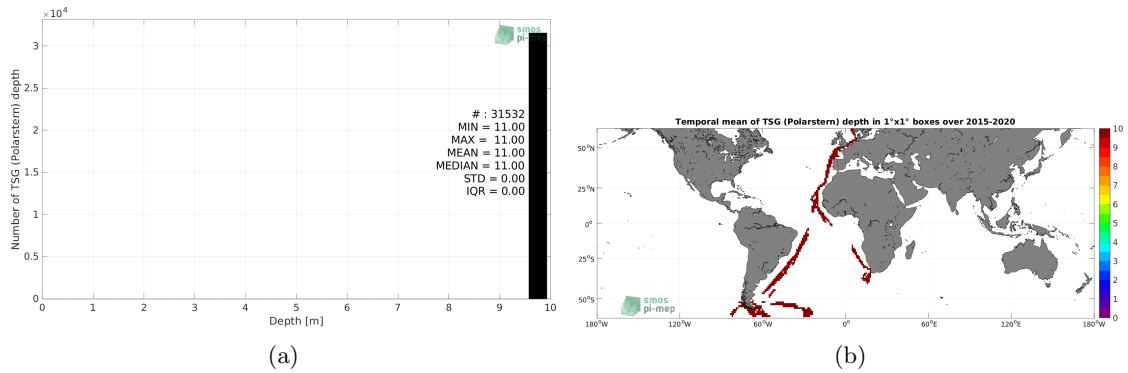 ×10⁴
3
2.5
2
1.5
1
0.5
0
Number of TSG (Polarstern) depth
smos
pi-mep
# : 31532
MIN = 11.00
MAX = 11.00
MEAN = 11.00
MEDIAN = 11.00
STD = 0.00
IQR = 0.00
0 1 2 3 4 5 6 7 8 9 10
Depth [m]
(a)
Temporal mean of TSG (Polarstern) depth in 1°x1° boxes over 2015-2020
50°N
25°N
0°
25°S
50°S
180°W 120°W 60°W 0° 60°E 120°E 180°W
smos
pi-mep
10
9
8
7
6
5
4
3
2
1
0
(b)